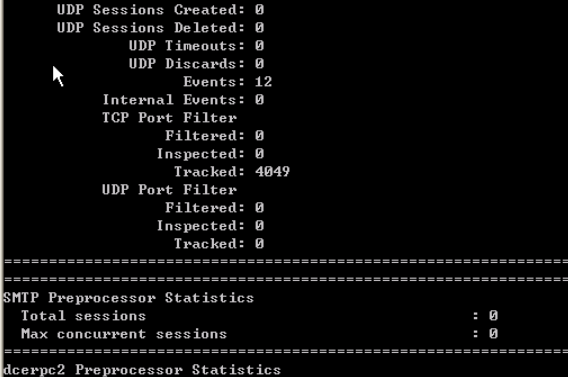 UDP Sessions Created: 0
UDP Sessions Deleted: 0
UDP Timeouts: 0
UDP Discards: 0
Events: 12
Internal Events: 0
TCP Port Filter
Filtered: 0
Inspected: 0
Tracked: 4049
UDP Port Filter
Filtered: 0
Inspected: 0
Tracked: 0
===============================================================
===============================================================
SMTP Preprocessor Statistics
Total sessions : 0
Max concurrent sessions : 0
===============================================================
dcerpc2 Preprocessor Statistics